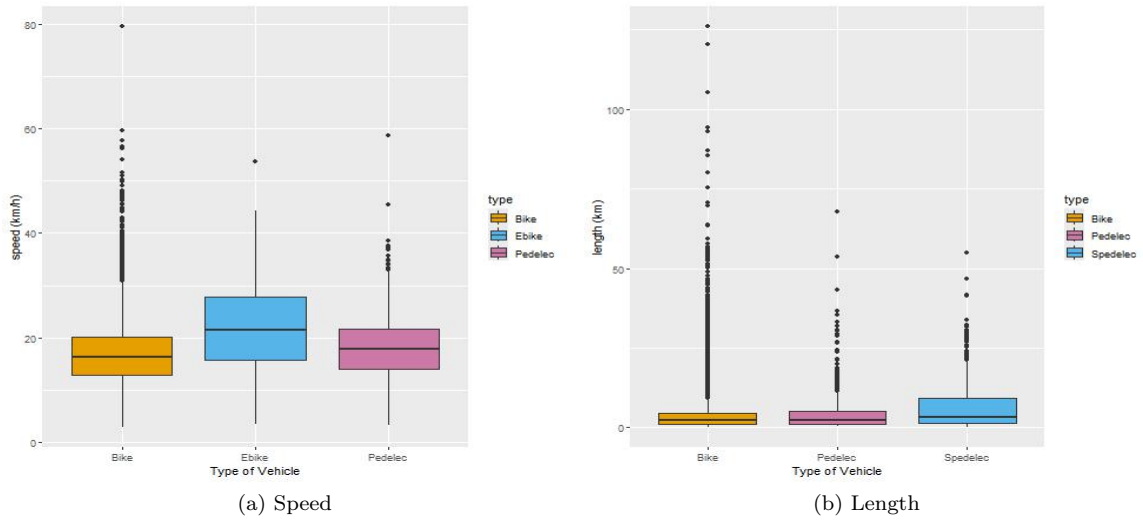 80
60
40
20
0
speed (km/h)
Bike
Ebike
Pedelec
Type of Vehicle
type
Bike
Ebike
Pedelec
(a) Speed
100
50
0
length (km)
Bike
Pedelec
Spedelec
Type of Vehicle
type
Bike
Pedelec
Spedelec
(b) Length